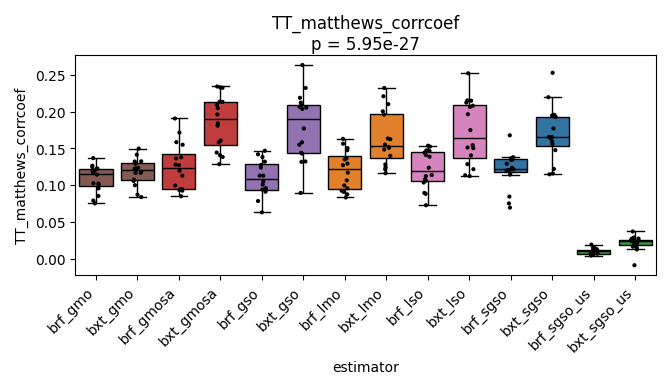 TT_matthews_corrcoef
p = 5.95e-27
TT_matthews_corrcoef
0.25
0.20
0.15
0.10
0.05
0.00
brf_gmo
bxt_gmo
brf_gmosa
bxt_gmosa
brf_gso
bxt_gso
brf_lmo
bxt_lmo
brf_lso
bxt_lso
brf_sgso
bxt_sgso
brf_sgso_us
bxt_sgso_us
estimator